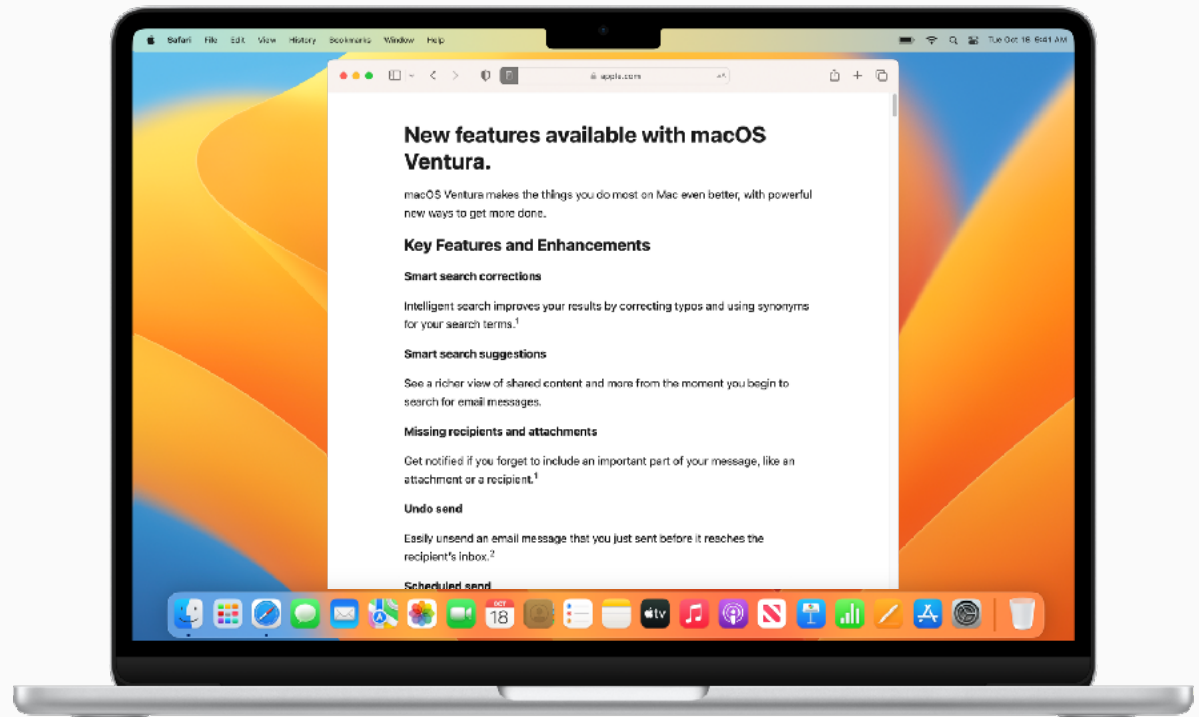 Safari File Edit View History Bookmarks Window Help Tue Oct 18 9:41 AM
apple.com
New features available with macOS
Ventura.
macOS Ventura makes the things you do most on Mac even better, with powerful
new ways to get more done.
Key Features and Enhancements
Smart search corrections
Intelligent search improves your results by correcting typos and using synonyms
for your search terms.1
Smart search suggestions
See a richer view of shared content and more from the moment you begin to
search for email messages.
Missing recipients and attachments
Get notified if you forget to include an important part of your message, like an
attachment or a recipient.1
Undo send
Easily unsend an email message that you just sent before it reaches the
recipient's inbox.2
Scheduled send
OCT
18
tv